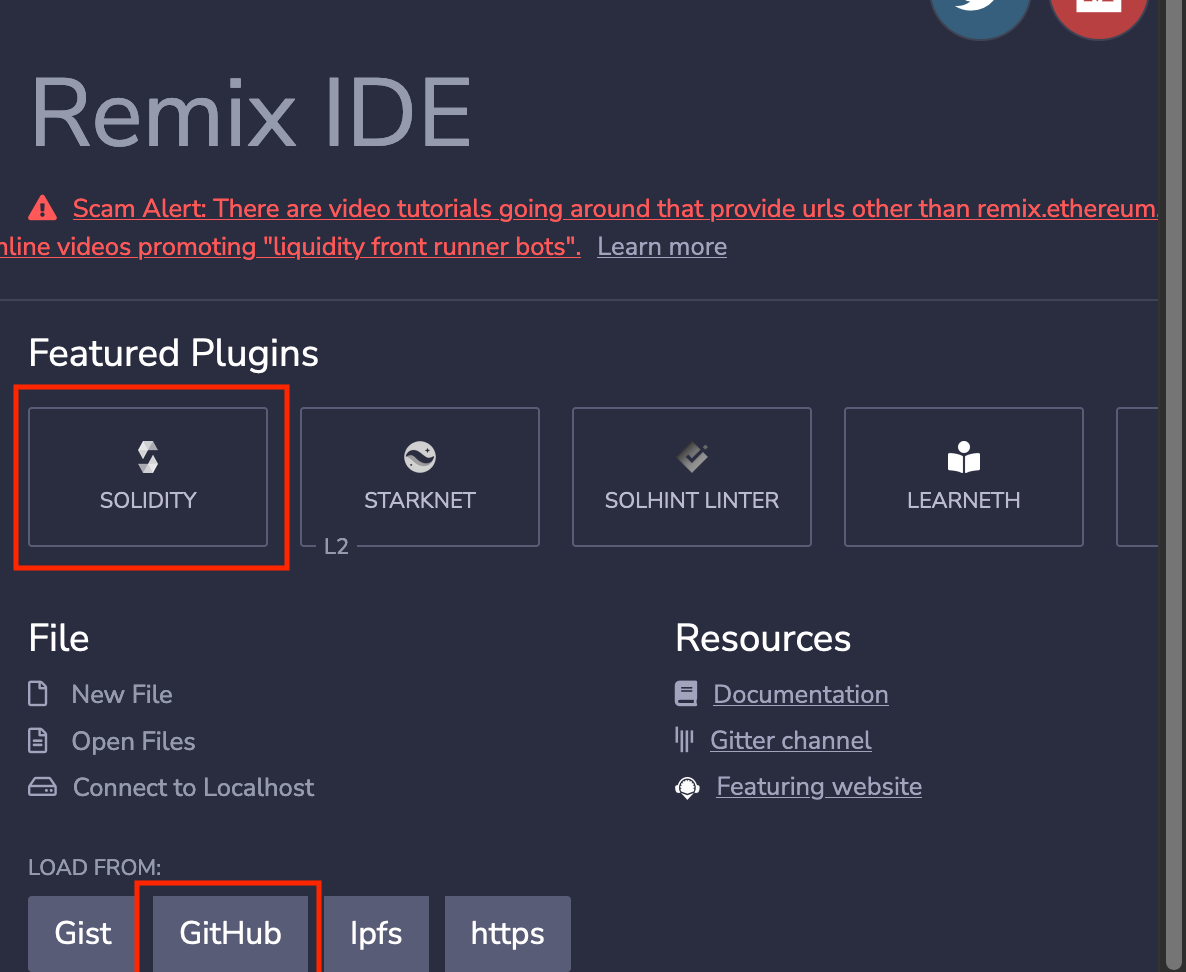 Remix IDE
Scam Alert: There are video tutorials going around that provide urls other than remix.ethereum.
nline videos promoting "liquidity front runner bots". Learn more
Featured Plugins
SOLIDITY
STARKNET
SOLHINT LINTER
LEARNETH
L2
File
New File
Open Files
Connect to Localhost
Resources
Documentation
Gitter channel
Featuring website
LOAD FROM:
Gist
GitHub
Ipfs
https